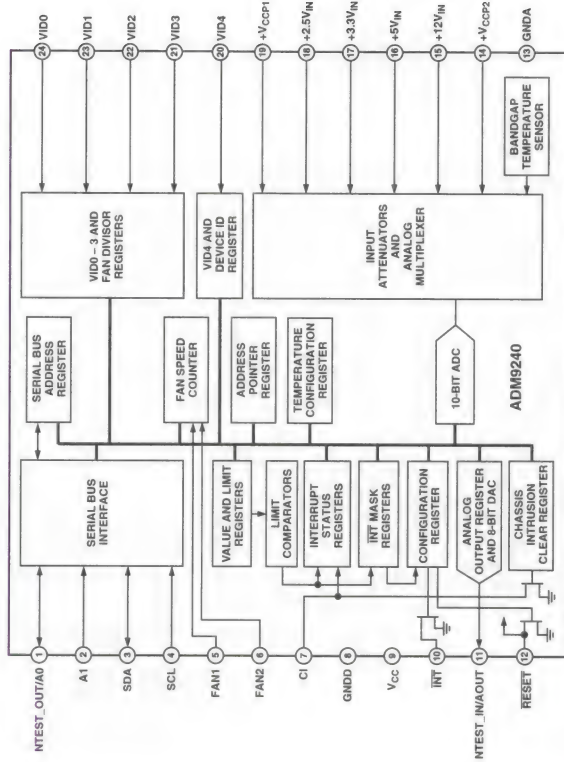 NTEST_OUT/A0
1
A1
2
SDA
3
SCL
4
FAN1
5
FAN2
6
CI
7
GNDD
8
VCC
9
INT
10
NTEST_IN/AOUT
11
RESET
12
SERIAL BUS
INTERFACE
SERIAL BUS
ADDRESS
REGISTER
VID0 – 3 AND
FAN DIVISOR
REGISTERS
FAN SPEED
COUNTER
VID4 AND
DEVICE ID
REGISTER
VALUE AND LIMIT
REGISTERS
ADDRESS
POINTER
REGISTER
LIMIT
COMPARATORS
TEMPERATURE
CONFIGURATION
REGISTER
INTERRUPT
STATUS
REGISTERS
INT MASK
REGISTERS
INPUT
ATTENUATORS
AND
ANALOG
MULTIPLEXER
CONFIGURATION
REGISTER
10-BIT ADC
ANALOG
OUTPUT REGISTER
AND 8-BIT DAC
CHASSIS
INTRUSION
CLEAR REGISTER
BANDGAP
TEMPERATURE
SENSOR
ADM9240
24
VID0
23
VID1
22
VID2
21
VID3
20
VID4
19
+VCCP1
18
+2.5VIN
17
+3.3VIN
16
+5VIN
15
+12VIN
14
+VCCP2
13
GNDA